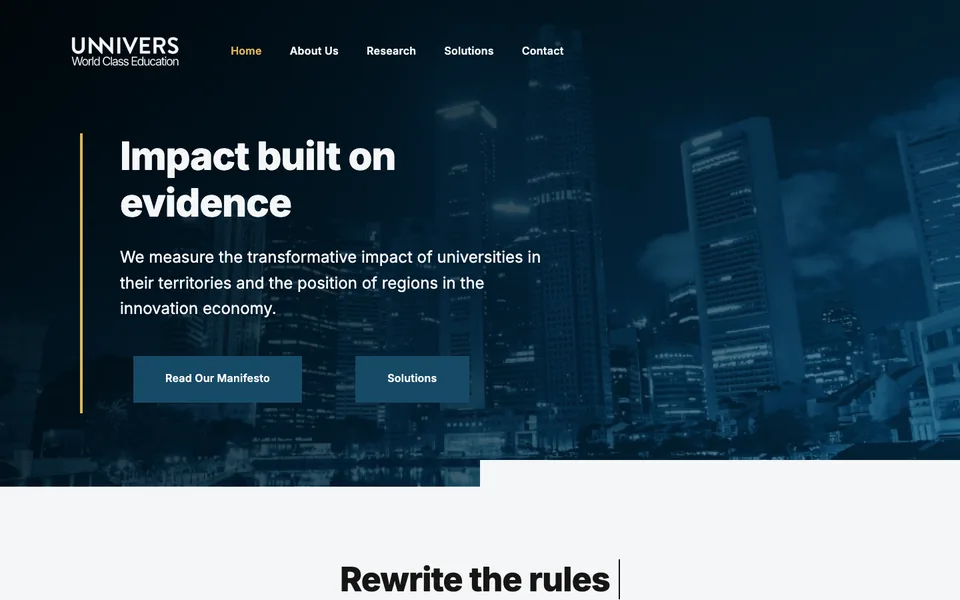 UNNIVERS
World Class Education
Home
About Us
Research
Solutions
Contact
Impact built on
evidence
We measure the transformative impact of universities in
their territories and the position of regions in the
innovation economy.
Read Our Manifesto
Solutions
Rewrite the rules